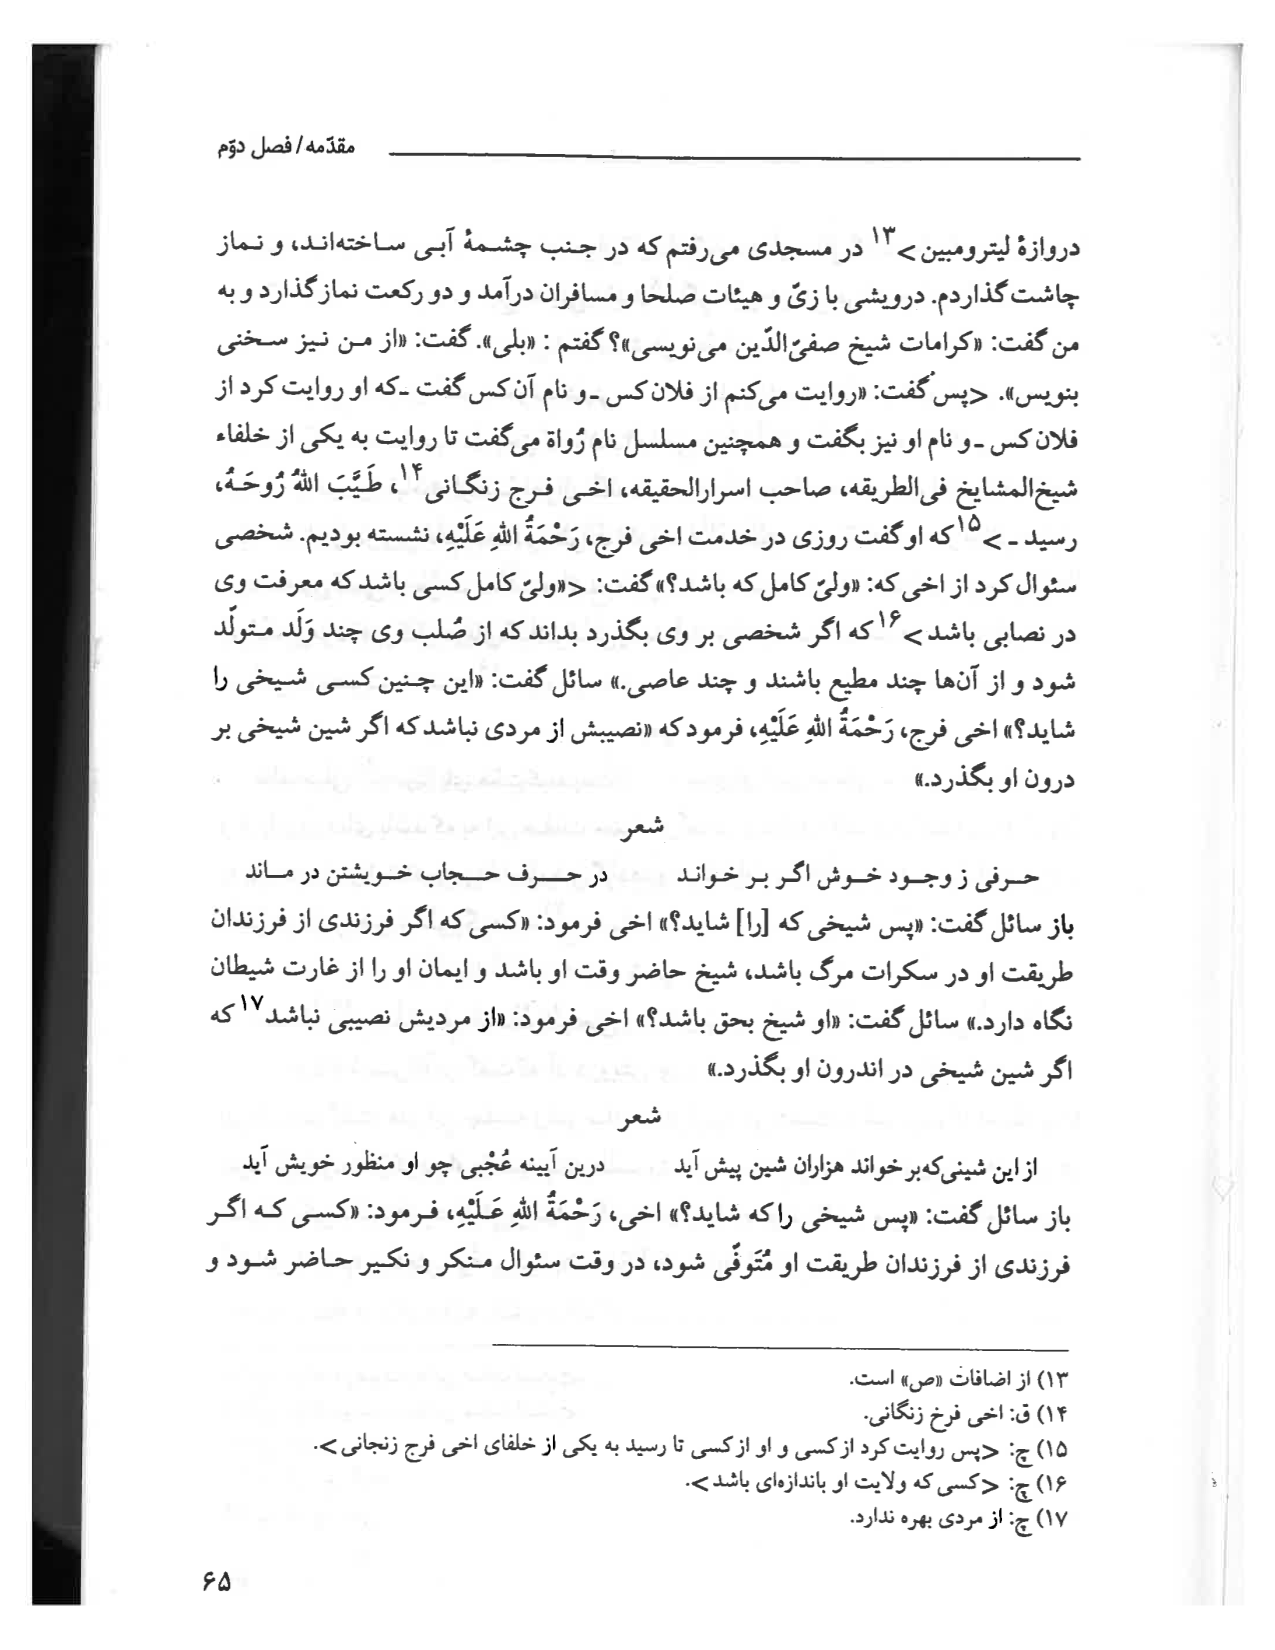 مقدّمه/ فصل دوّم
دروازهٔ لیترومبین>۱۳ در مسجدی می‌رفتم که در جنب چشمهٔ آبی ساخته‌اند، و نماز
چاشت گذاردم. درویشی با زیّ و هیئات صلحا و مسافران درآمد و دو رکعت نماز گذارد و به
من گفت: «کرامات شیخ صفیّ‌الدّین می‌نویسی»؟ گفتم : «بلی». گفت: «از من نیز سخنی
بنویس». <پس گفت: «روایت می‌کنم از فلان کس ـ و نام آن کس گفت ـ که او روایت کرد از
فلان کس ـ و نام او نیز بگفت و همچنین مسلسل نام رُواة می‌گفت تا روایت به یکی از خلفاء
شیخ‌المشایخ فی‌الطریقه، صاحب اسرارالحقیقه، اخی فرج زنگانی۱۴، طَیَّبَ اللهُ رُوحَهُ،
رسید ـ >۱۵ که او گفت روزی در خدمت اخی فرج، رَحْمَةُ اللهِ عَلَیْهِ، نشسته بودیم. شخصی
سئوال کرد از اخی که: «ولیّ کامل که باشد؟» گفت: <«ولیّ کامل کسی باشد که معرفت وی
در نصابی باشد>۱۶ که اگر شخصی بر وی بگذرد بداند که از صُلب وی چند وَلَد متولّد
شود و از آن‌ها چند مطیع باشند و چند عاصی.» سائل گفت: «این چنین کسی شیخی را
شاید؟» اخی فرج، رَحْمَةُ اللهِ عَلَیْهِ، فرمود که «نصیبش از مردی نباشد که اگر شین شیخی بر
درون او بگذرد.»
شعر
حرفی ز وجود خوش اگر بر خواند    در حرف حجاب خویشتن در ماند
باز سائل گفت: «پس شیخی که [را] شاید؟» اخی فرمود: «کسی که اگر فرزندی از فرزندان
طریقت او در سکرات مرگ باشد، شیخ حاضر وقت او باشد و ایمان او را از غارت شیطان
نگاه دارد.» سائل گفت: «او شیخ بحق باشد؟» اخی فرمود: «از مردیش نصیبی نباشد۱۷ که
اگر شین شیخی در اندرون او بگذرد.»
شعر
از این شینی که بر خواند هزاران شین پیش آید    درین آیینه عُجْبی چو او منظور خویش آید
باز سائل گفت: «پس شیخی را که شاید؟» اخی، رَحْمَةُ اللهِ عَلَیْهِ، فرمود: «کسی که اگر
فرزندی از فرزندان طریقت او مُتَوفّی شود، در وقت سئوال منکر و نکیر حاضر شود و
۱۳) از اضافات «ص» است.
۱۴) ق: اخی فرخ زنگانی.
۱۵) چ: <پس روایت کرد از کسی و او از کسی تا رسید به یکی از خلفای اخی فرج زنجانی>.
۱۶) چ: <کسی که ولایت او باندازه‌ای باشد>.
۱۷) چ: از مردی بهره ندارد.
۶۵